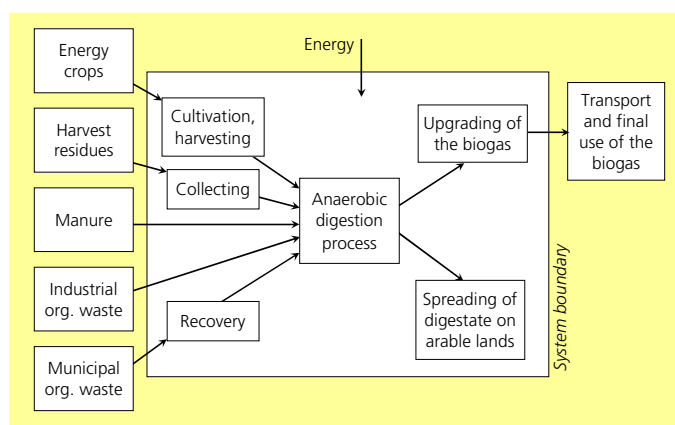 Energy
crops
Harvest
residues
Manure
Industrial
org. waste
Municipal
org. waste
Energy
Cultivation,
harvesting
Collecting
Recovery
Anaerobic
digestion
process
Upgrading of
the biogas
Spreading of
digestate on
arable lands
System boundary
Transport
and final
use of the
biogas